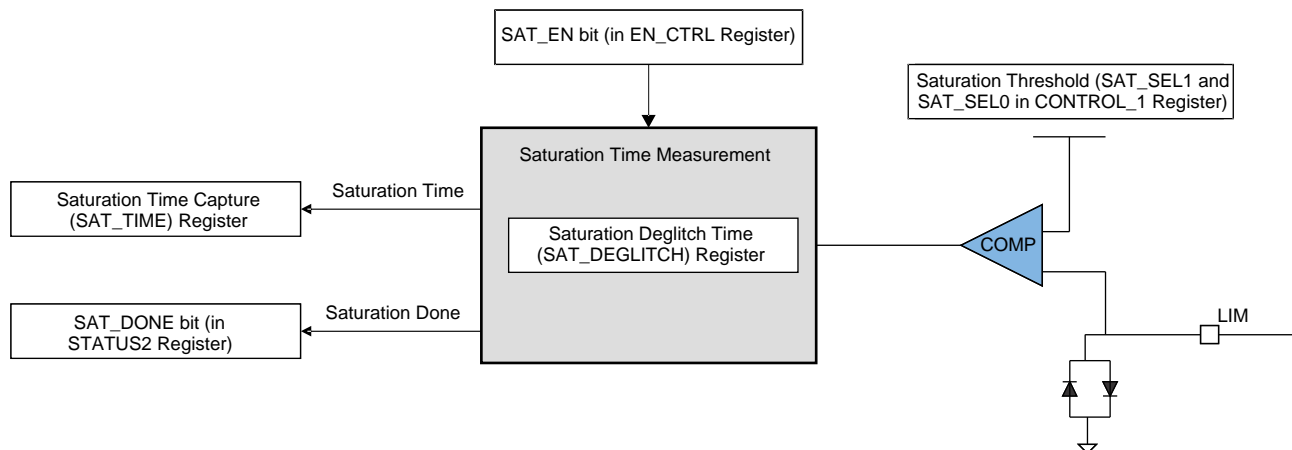 SAT_EN bit (in EN_CTRL Register)
Saturation Threshold (SAT_SEL1 and
SAT_SEL0 in CONTROL_1 Register)
Saturation Time Measurement
Saturation Time
Saturation Time Capture
(SAT_TIME) Register
Saturation Deglitch Time
(SAT_DEGLITCH) Register
COMP
Saturation Done
SAT_DONE bit (in
STATUS2 Register)
LIM